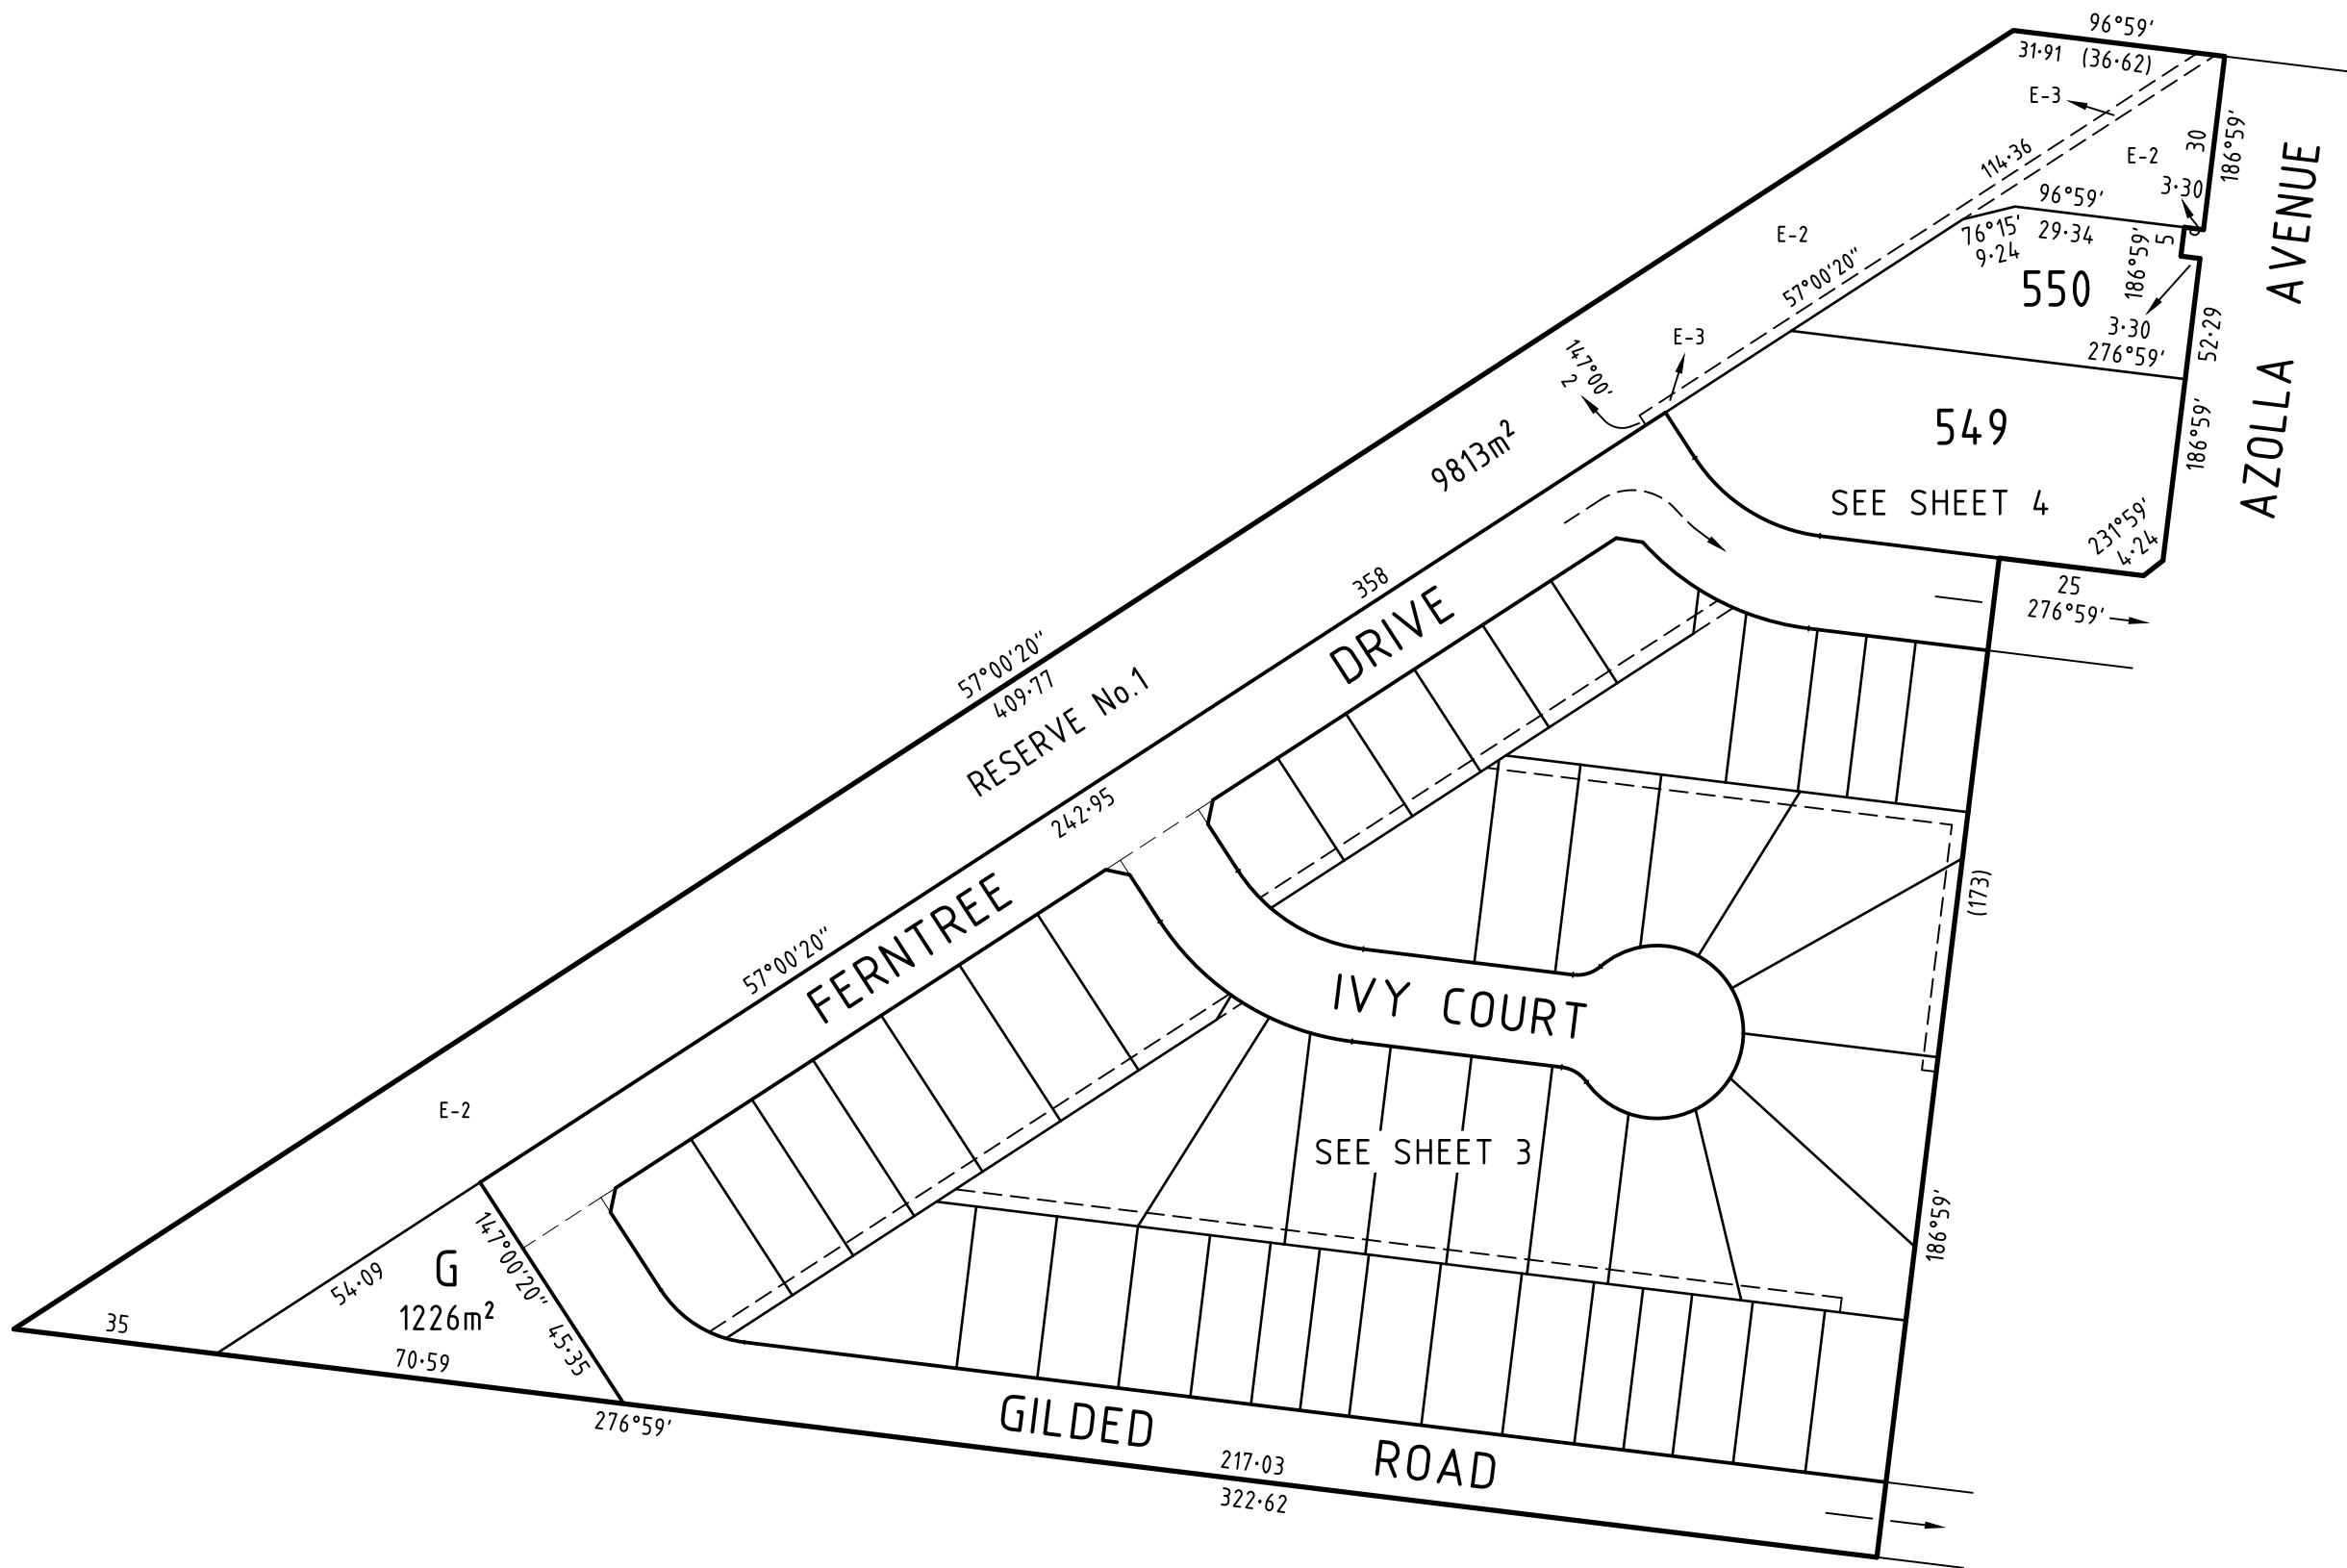 96°59'
31·91 (36·62)
E-3
30
186°59'
E-2
3·30
114·36
96°59'
76°15'
9·24
29·34
186°59'
5
E-2
57°00'20"
550
3·30
276°59'
52·29
AZOLLA AVENUE
E-3
147°00'
2
549
186°59'
9813m²
SEE SHEET 4
231°59'
4·24
25
276°59'
358
DRIVE
57°00'20"
409·77
RESERVE No.1
242·95
57°00'20"
FERNTREE
(173)
IVY COURT
SEE SHEET 3
186°59'
E-2
147°00'20" 45·35
G
1226m²
54·09
35
70·59
276°59'
GILDED ROAD
217·03
322·62